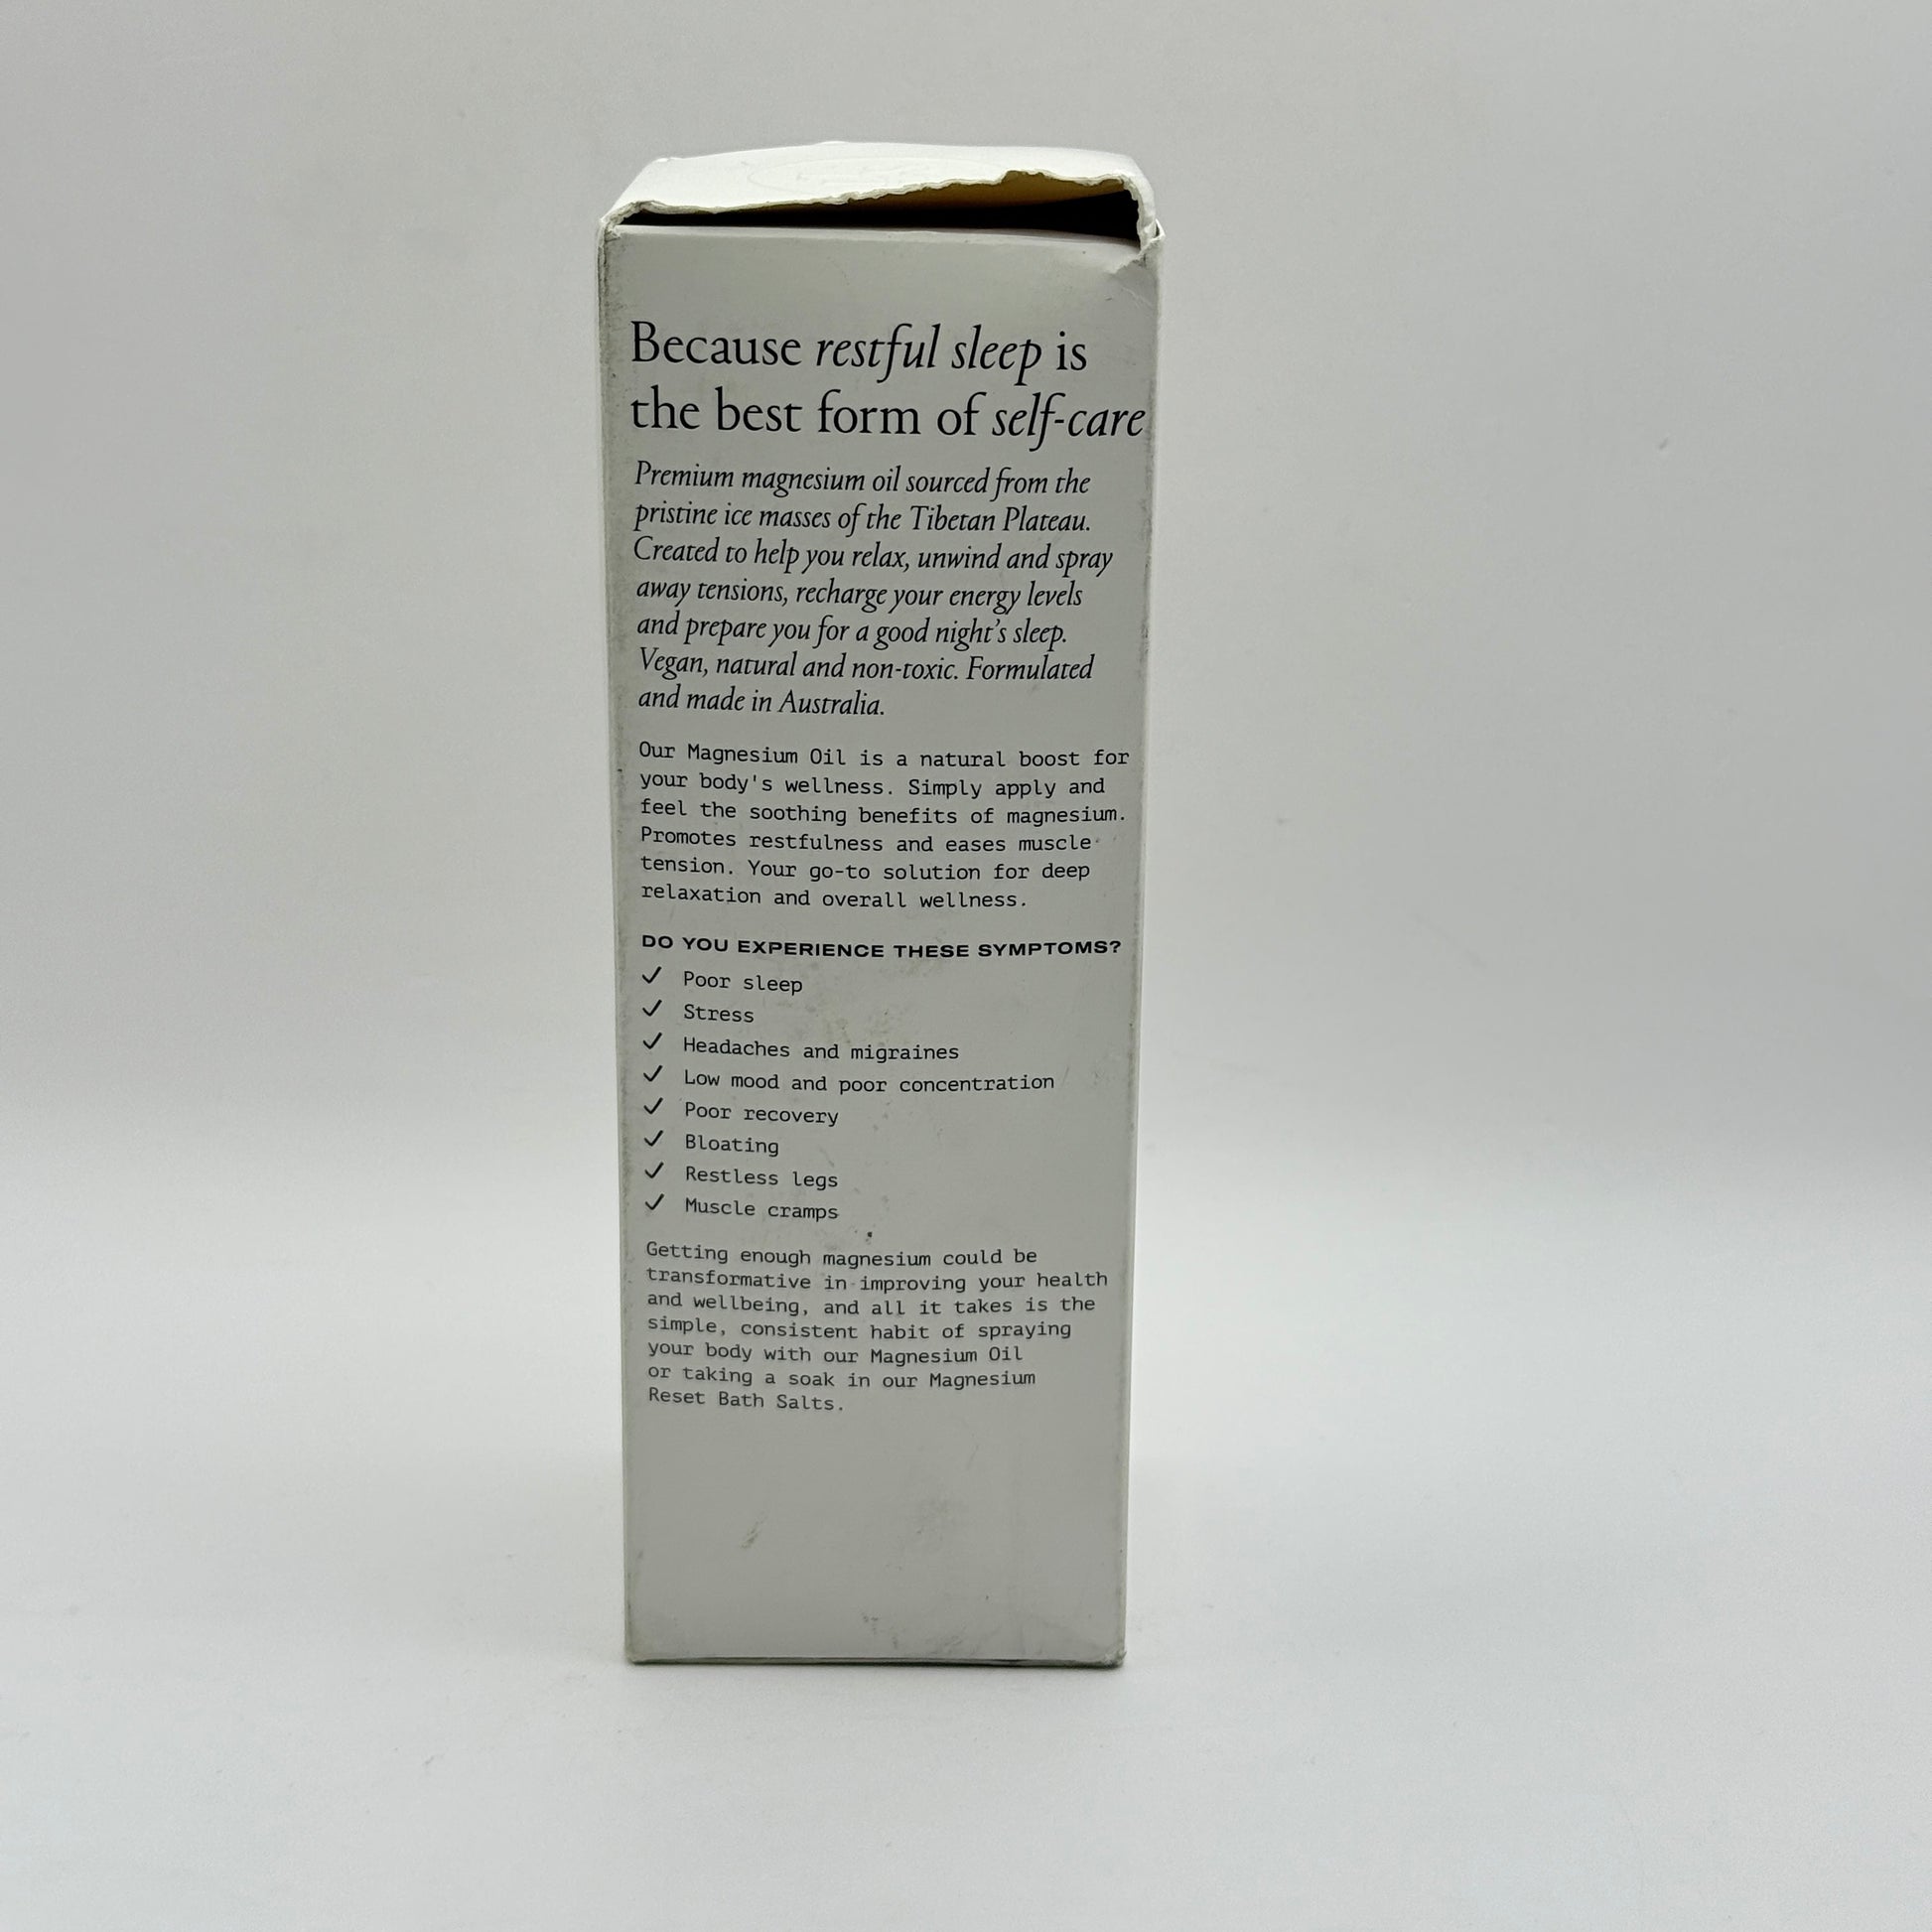 Because restful sleep is
the best form of self-care
Premium magnesium oil sourced from the
pristine ice masses of the Tibetan Plateau.
Created to help you relax, unwind and spray
away tensions, recharge your energy levels
and prepare you for a good night's sleep.
Vegan, natural and non-toxic. Formulated
and made in Australia.
Our Magnesium Oil is a natural boost for
your body's wellness. Simply apply and
feel the soothing benefits of magnesium.
Promotes restfulness and eases muscle
tension. Your go-to solution for deep
relaxation and overall wellness.
DO YOU EXPERIENCE THESE SYMPTOMS?
✓ Poor sleep
✓ Stress
✓ Headaches and migraines
✓ Low mood and poor concentration
✓ Poor recovery
✓ Bloating
✓ Restless legs
✓ Muscle cramps
Getting enough magnesium could be
transformative in improving your health
and wellbeing, and all it takes is the
simple, consistent habit of spraying
your body with our Magnesium Oil
or taking a soak in our Magnesium
Reset Bath Salts.